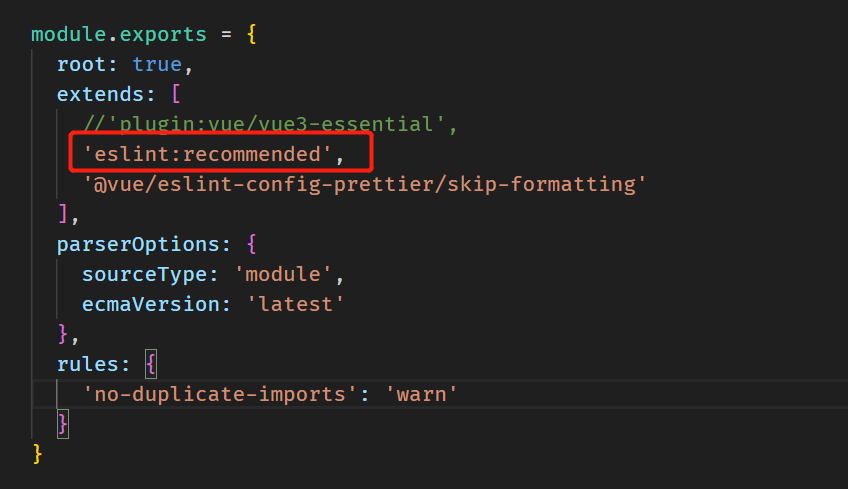 module.exports = {
  root: true,
  extends: [
    //'plugin:vue/vue3-essential',
    'eslint:recommended',
    '@vue/eslint-config-prettier/skip-formatting'
  ],
  parserOptions: {
    sourceType: 'module',
    ecmaVersion: 'latest'
  },
  rules: {
    'no-duplicate-imports': 'warn'
  }
}